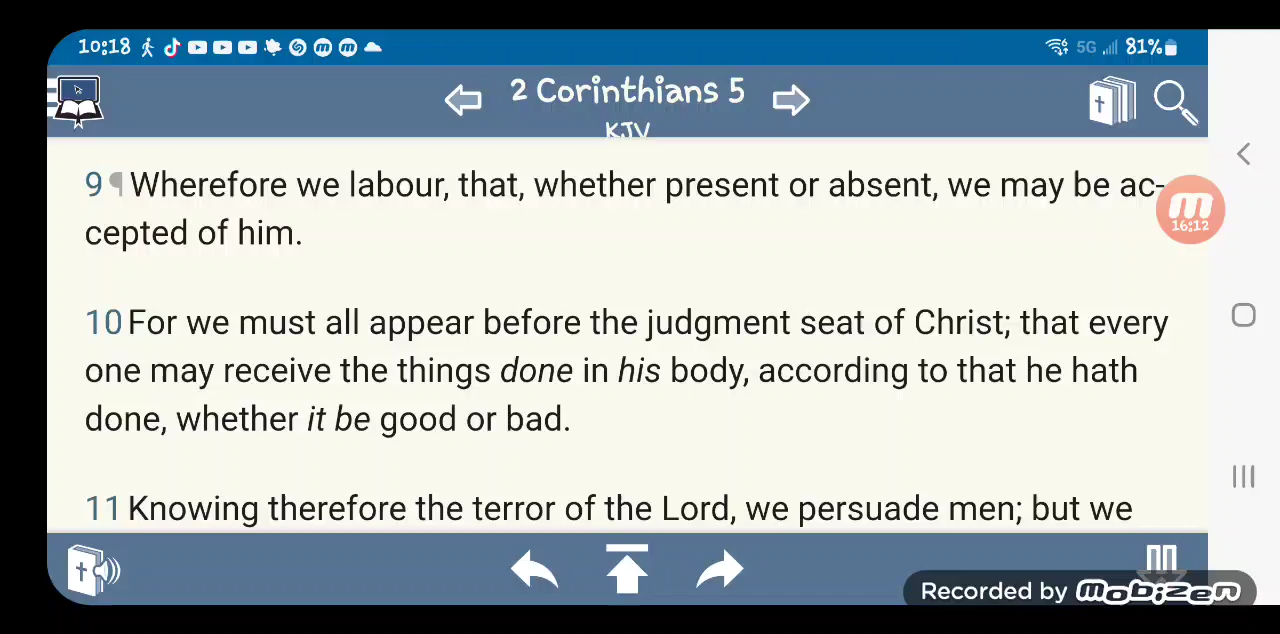 10:18 5G 81%
2 Corinthians 5
KJV
9 ¶ Wherefore we labour, that, whether present or absent, we may be ac-
16:12
cepted of him.
10 For we must all appear before the judgment seat of Christ; that every
one may receive the things done in his body, according to that he hath
done, whether it be good or bad.
11 Knowing therefore the terror of the Lord, we persuade men; but we
Recorded by mobizen